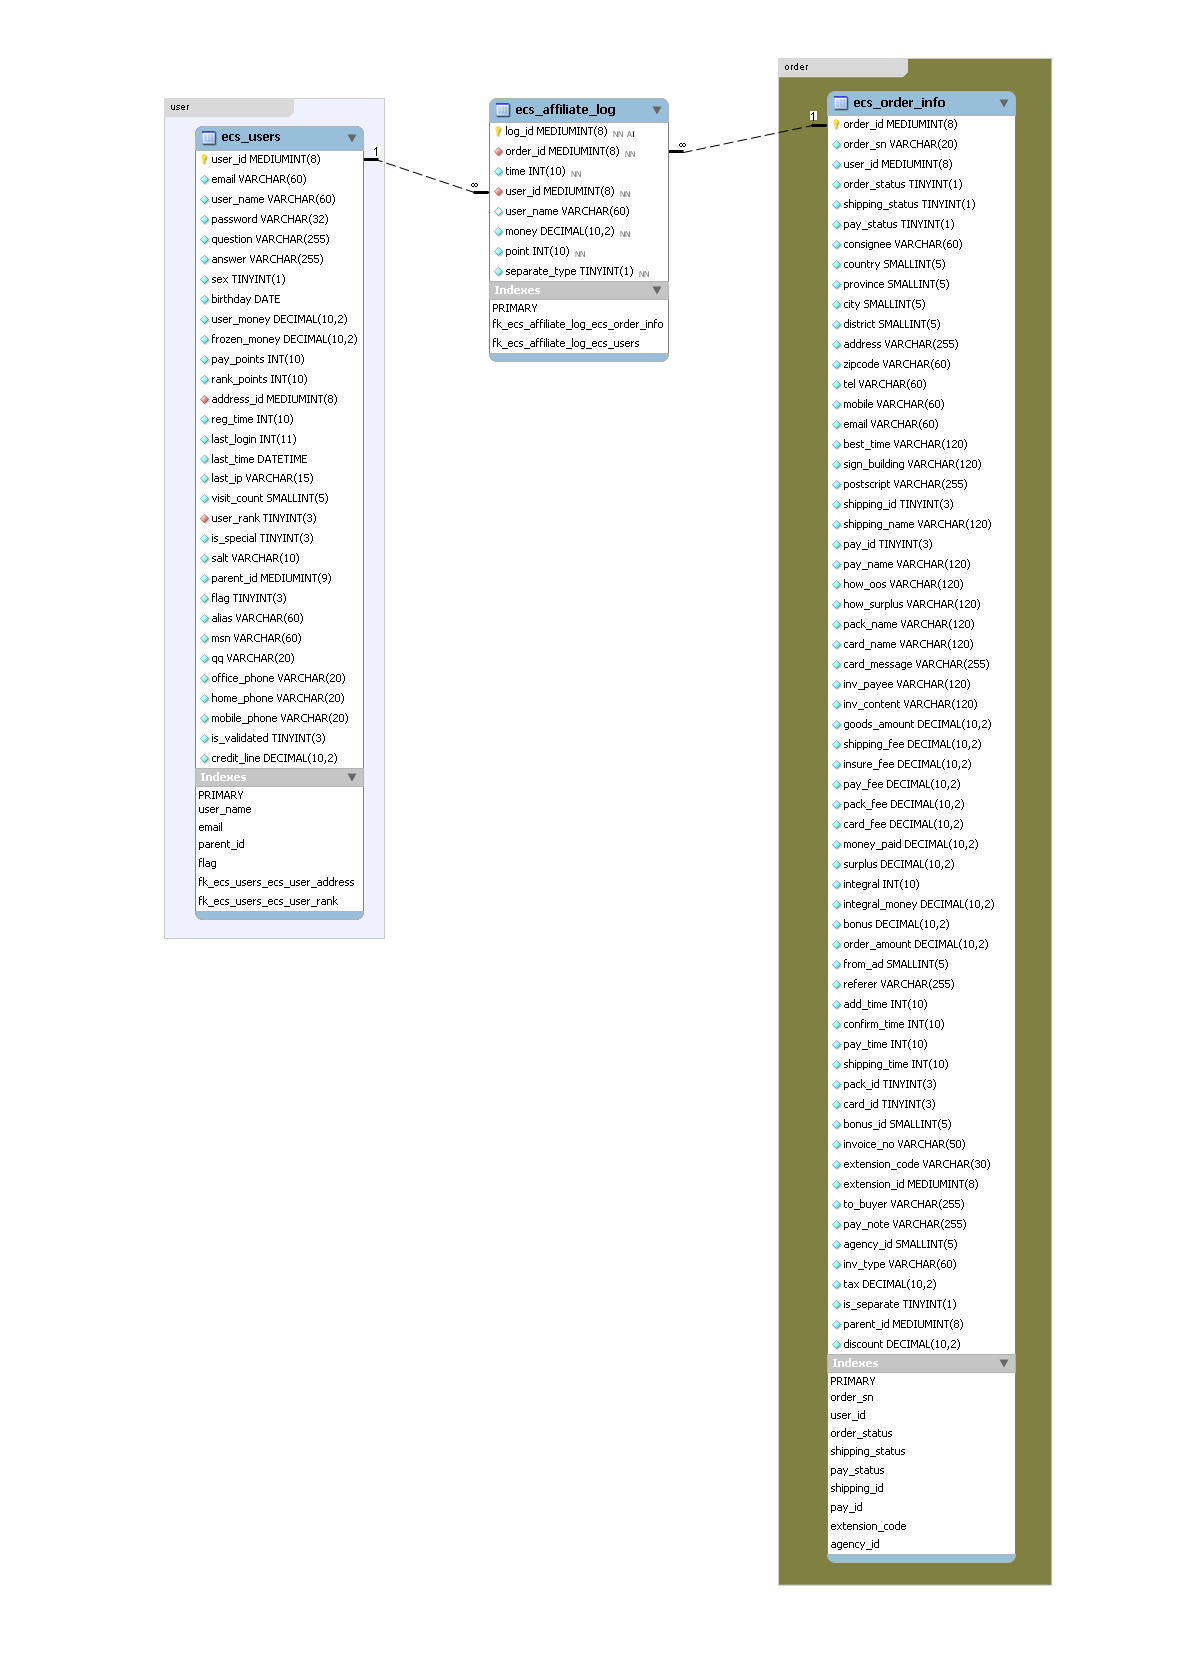 user
ecs_users
user_id MEDIUMINT(8)
email VARCHAR(60)
user_name VARCHAR(60)
password VARCHAR(32)
question VARCHAR(255)
answer VARCHAR(255)
sex TINYINT(1)
birthday DATE
user_money DECIMAL(10,2)
frozen_money DECIMAL(10,2)
pay_points INT(10)
rank_points INT(10)
address_id MEDIUMINT(8)
reg_time INT(10)
last_login INT(11)
last_time DATETIME
last_ip VARCHAR(15)
visit_count SMALLINT(5)
user_rank TINYINT(3)
is_special TINYINT(3)
salt VARCHAR(10)
parent_id MEDIUMINT(9)
flag TINYINT(3)
alias VARCHAR(60)
msn VARCHAR(60)
qq VARCHAR(20)
office_phone VARCHAR(20)
home_phone VARCHAR(20)
mobile_phone VARCHAR(20)
is_validated TINYINT(3)
credit_line DECIMAL(10,2)
Indexes
PRIMARY
user_name
email
parent_id
flag
fk_ecs_users_ecs_user_address
fk_ecs_users_ecs_user_rank
1
∞
ecs_affiliate_log
log_id MEDIUMINT(8) NN AI
order_id MEDIUMINT(8) NN
time INT(10) NN
user_id MEDIUMINT(8) NN
user_name VARCHAR(60)
money DECIMAL(10,2) NN
point INT(10) NN
separate_type TINYINT(1) NN
Indexes
PRIMARY
fk_ecs_affiliate_log_ecs_order_info
fk_ecs_affiliate_log_ecs_users
∞
1
order
ecs_order_info
order_id MEDIUMINT(8)
order_sn VARCHAR(20)
user_id MEDIUMINT(8)
order_status TINYINT(1)
shipping_status TINYINT(1)
pay_status TINYINT(1)
consignee VARCHAR(60)
country SMALLINT(5)
province SMALLINT(5)
city SMALLINT(5)
district SMALLINT(5)
address VARCHAR(255)
zipcode VARCHAR(60)
tel VARCHAR(60)
mobile VARCHAR(60)
email VARCHAR(60)
best_time VARCHAR(120)
sign_building VARCHAR(120)
postscript VARCHAR(255)
shipping_id TINYINT(3)
shipping_name VARCHAR(120)
pay_id TINYINT(3)
pay_name VARCHAR(120)
how_oos VARCHAR(120)
how_surplus VARCHAR(120)
pack_name VARCHAR(120)
card_name VARCHAR(120)
card_message VARCHAR(255)
inv_payee VARCHAR(120)
inv_content VARCHAR(120)
goods_amount DECIMAL(10,2)
shipping_fee DECIMAL(10,2)
insure_fee DECIMAL(10,2)
pay_fee DECIMAL(10,2)
pack_fee DECIMAL(10,2)
card_fee DECIMAL(10,2)
money_paid DECIMAL(10,2)
surplus DECIMAL(10,2)
integral INT(10)
integral_money DECIMAL(10,2)
bonus DECIMAL(10,2)
order_amount DECIMAL(10,2)
from_ad SMALLINT(5)
referer VARCHAR(255)
add_time INT(10)
confirm_time INT(10)
pay_time INT(10)
shipping_time INT(10)
pack_id TINYINT(3)
card_id TINYINT(3)
bonus_id SMALLINT(5)
invoice_no VARCHAR(50)
extension_code VARCHAR(30)
extension_id MEDIUMINT(8)
to_buyer VARCHAR(255)
pay_note VARCHAR(255)
agency_id SMALLINT(5)
inv_type VARCHAR(60)
tax DECIMAL(10,2)
is_separate TINYINT(1)
parent_id MEDIUMINT(8)
discount DECIMAL(10,2)
Indexes
PRIMARY
order_sn
user_id
order_status
shipping_status
pay_status
shipping_id
pay_id
extension_code
agency_id